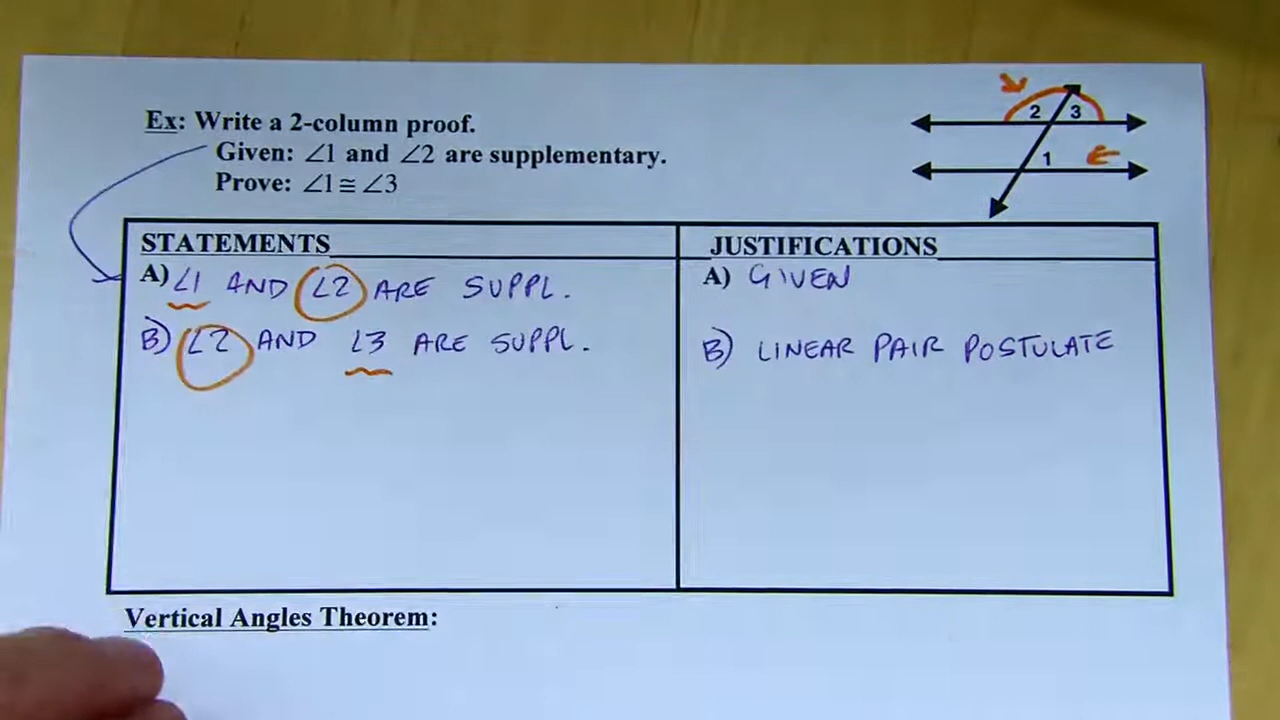 Ex: Write a 2-column proof.
Given: ∠1 and ∠2 are supplementary.
Prove: ∠1 ≅ ∠3
2 3
1
STATEMENTS JUSTIFICATIONS
A) ∠1 AND ∠2 ARE SUPPL. A) GIVEN
B) ∠2 AND ∠3 ARE SUPPL. B) LINEAR PAIR POSTULATE
Vertical Angles Theorem: